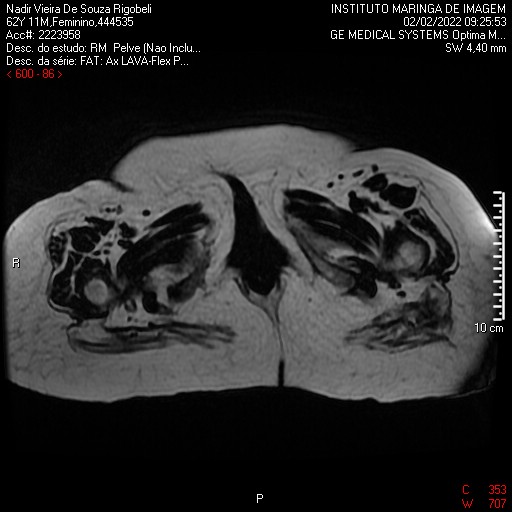 Nadir Vieira De Souza Rigobeli
62Y 11M,Feminino,444535
Acc#: 2223958
Desc. do estudo: RM Pelve (Nao Inclu...
Desc. da série: FAT: Ax LAVA-Flex P...
< 600 - 86 >
INSTITUTO MARINGA DE IMAGEM
02/02/2022 09:25:53
GE MEDICAL SYSTEMS Optima M...
SW 4,40 mm
R
10 cm
P
C 353
W 707